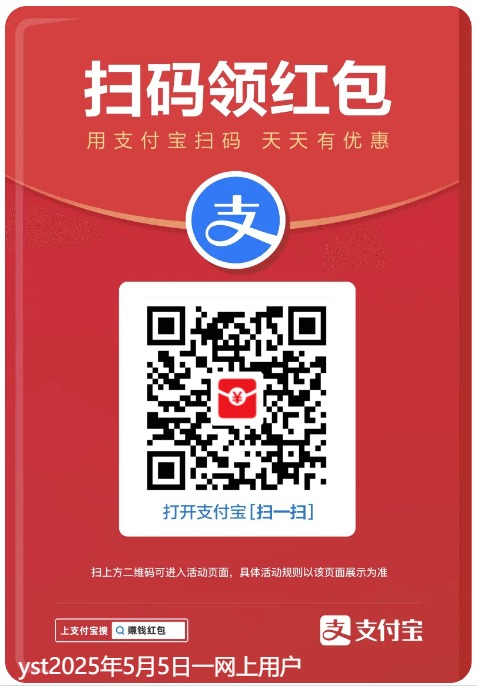 扫码领红包
用支付宝扫码 天天有优惠
支
¥
打开支付宝[扫一扫]
扫上方二维码可进入活动页面，具体活动规则以该页面展示为准
上支付宝搜 赚钱红包
支 支付宝
yst2025年5月5日一网上用户